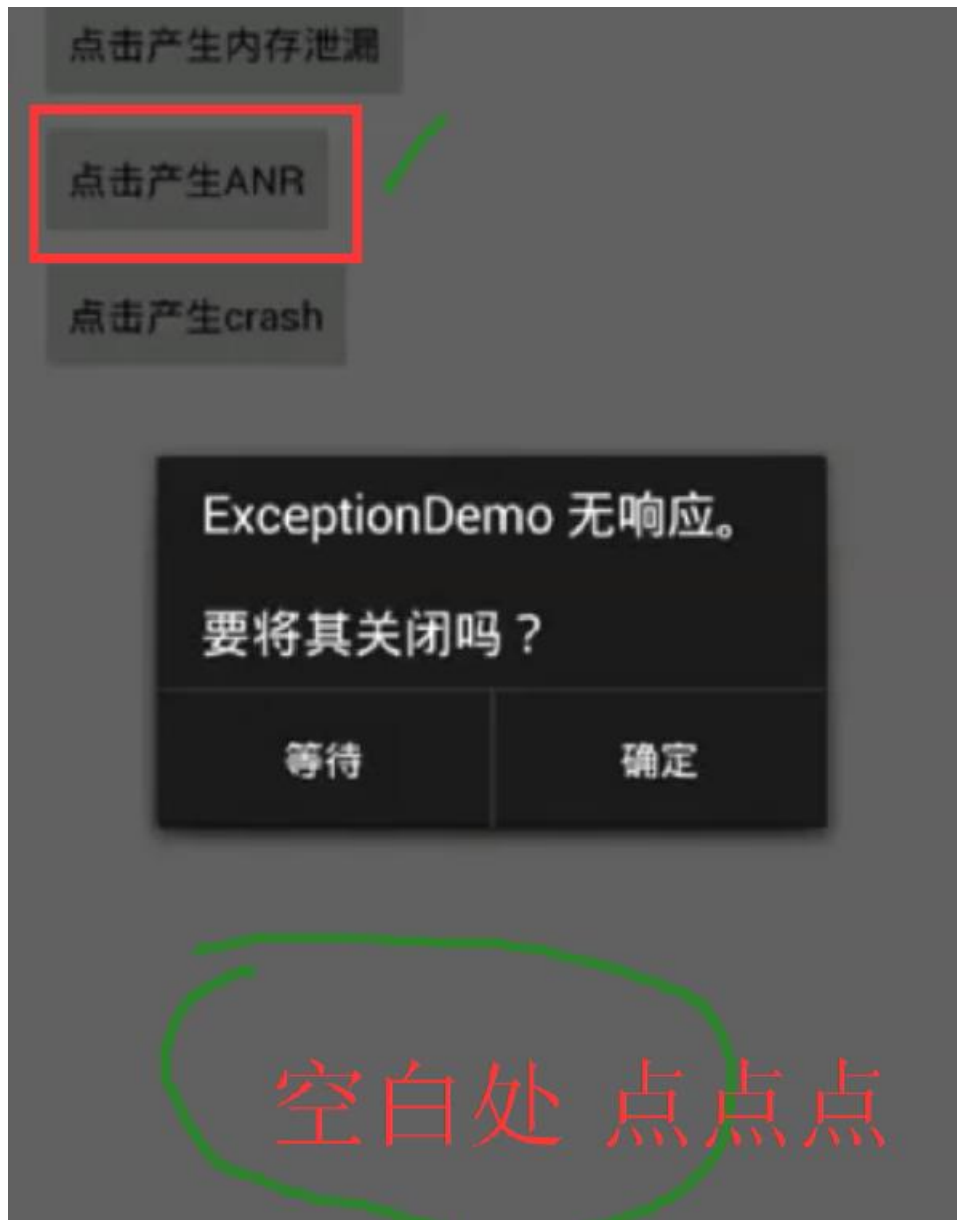 点击产生内存泄漏
点击产生ANR
点击产生crash
ExceptionDemo 无响应。
要将其关闭吗？
等待 确定
空白处 点点点